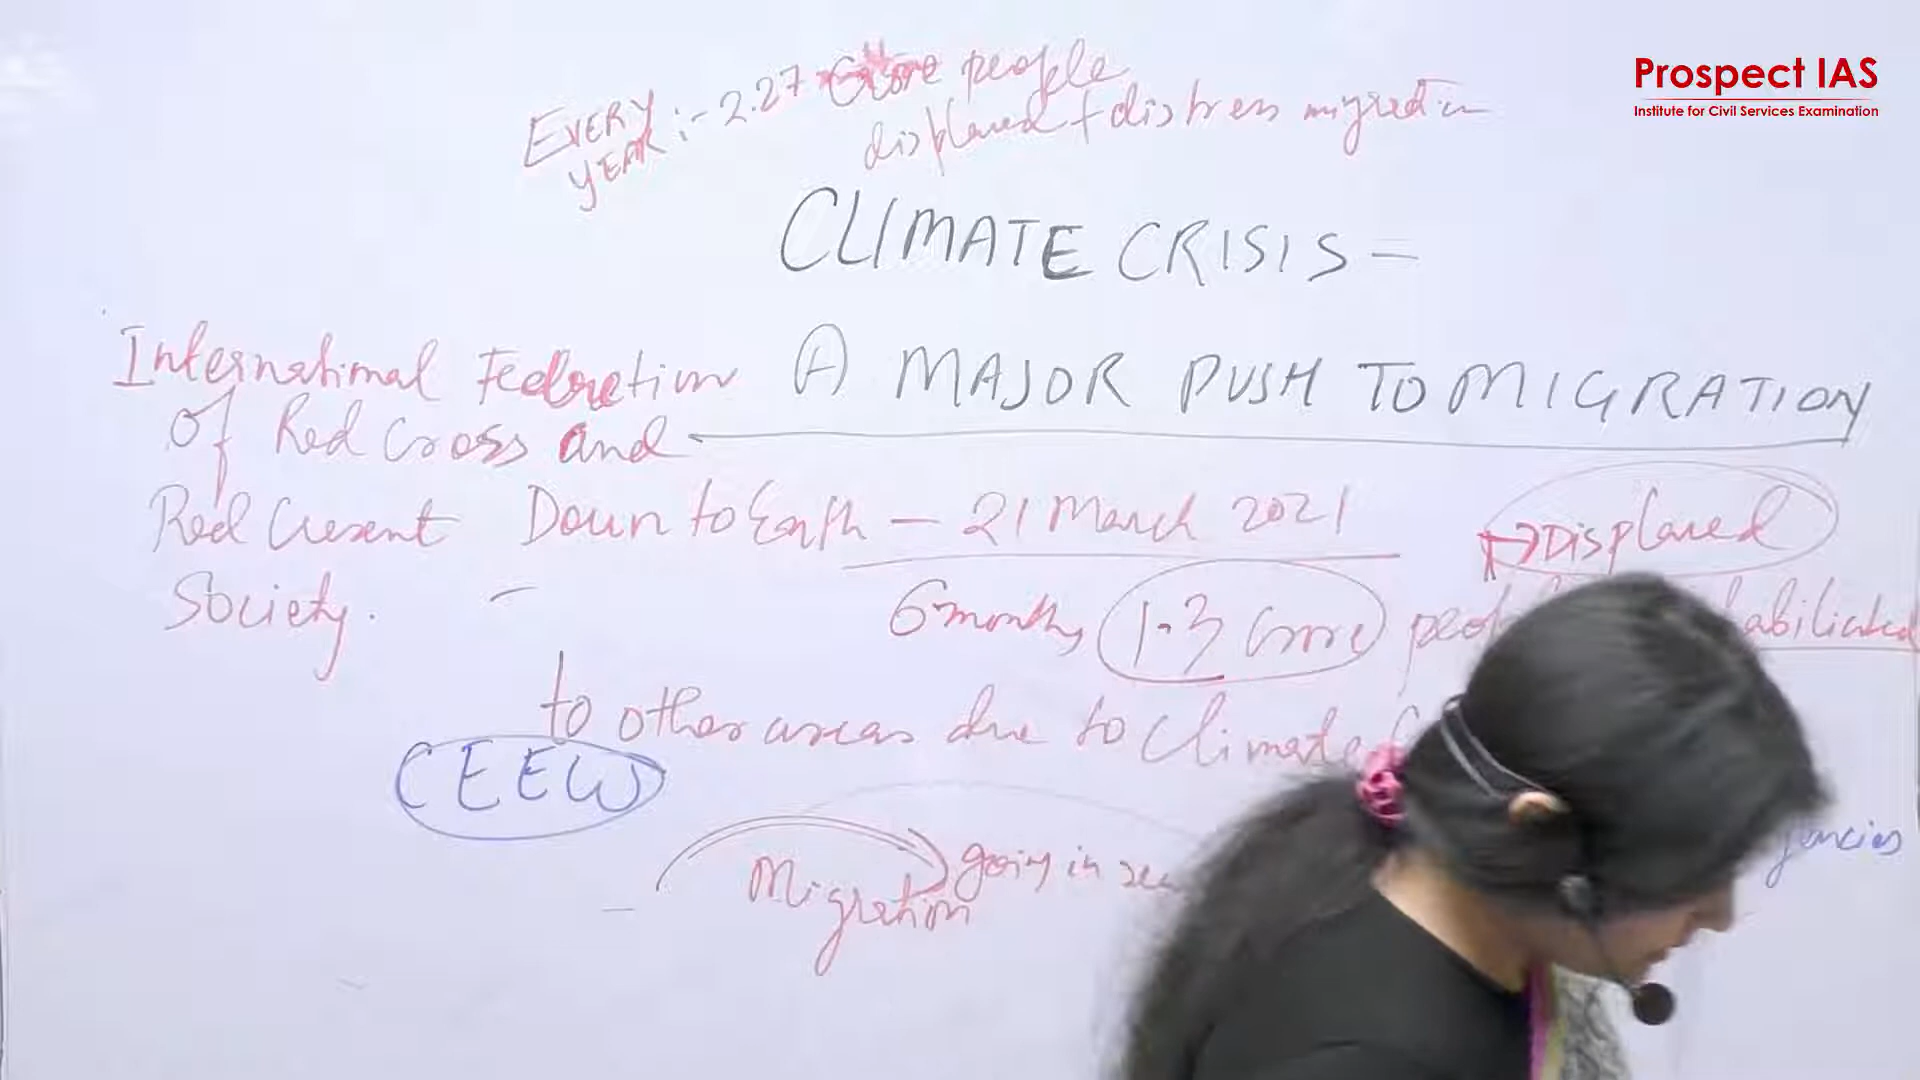 Prospect IAS
Institute for Civil Services Examination
EVERY YEAR :- 2.27 Crore people
displaced + distress migration
CLIMATE CRISIS -
A MAJOR PUSH TO MIGRATION
International Federation
of Red Cross and
Red Cresent
Society.
Down to Earth - 21 March 2021
→ Displaced
6 months 1.3 Crore
to other areas due to Climate
CEEW
Migration
going in